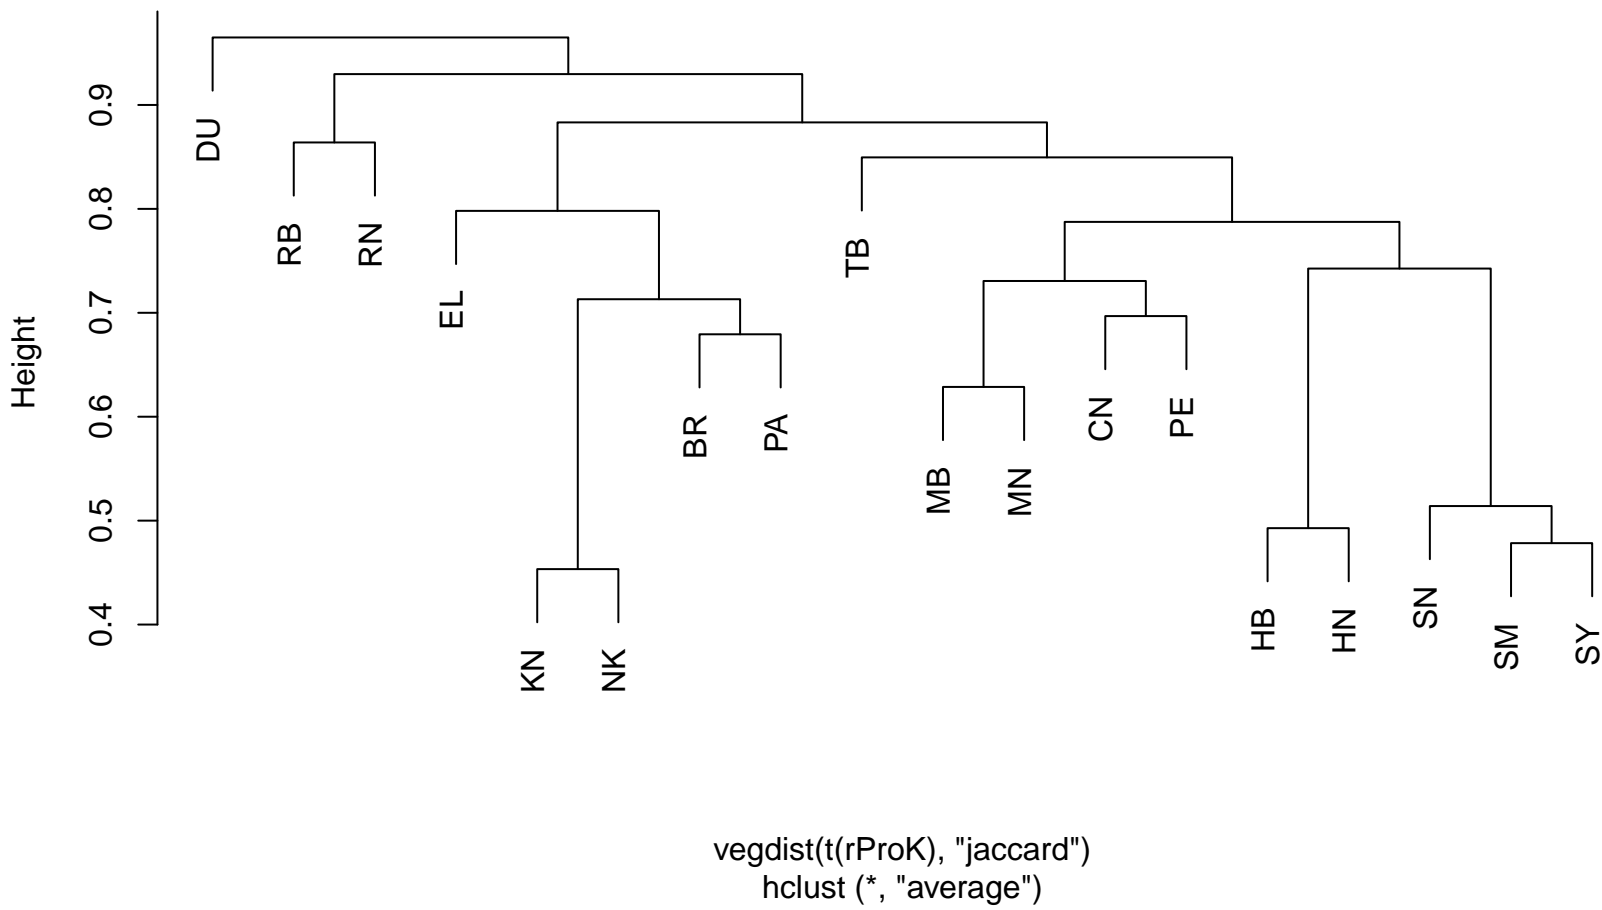 Height
0.9
0.8
0.7
0.6
0.5
0.4
DU
RB
RN
EL
KN
NK
BR
PA
TB
MB
MN
CN
PE
HB
HN
SN
SM
SY
vegdist(t(rProK), "jaccard")
hclust (*, "average")